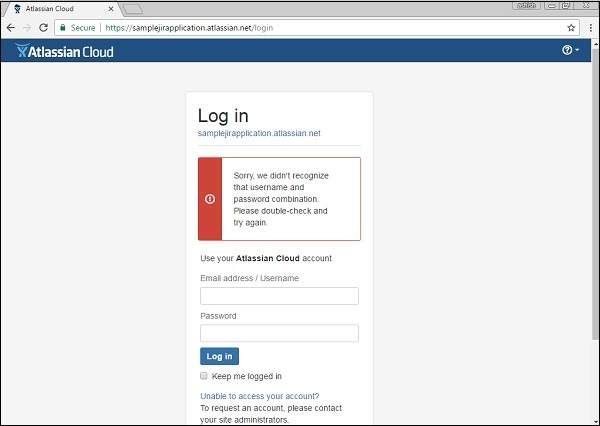 Atlassian Cloud
ashish
Secure https://samplejirapplication.atlassian.net/login
Atlassian Cloud
Log in
samplejirapplication.atlassian.net
Sorry, we didn't recognize
that username and
password combination.
Please double-check and
try again.
Use your Atlassian Cloud account
Email address / Username
Password
Log in
Keep me logged in
Unable to access your account?
To request an account, please contact
your site administrators.